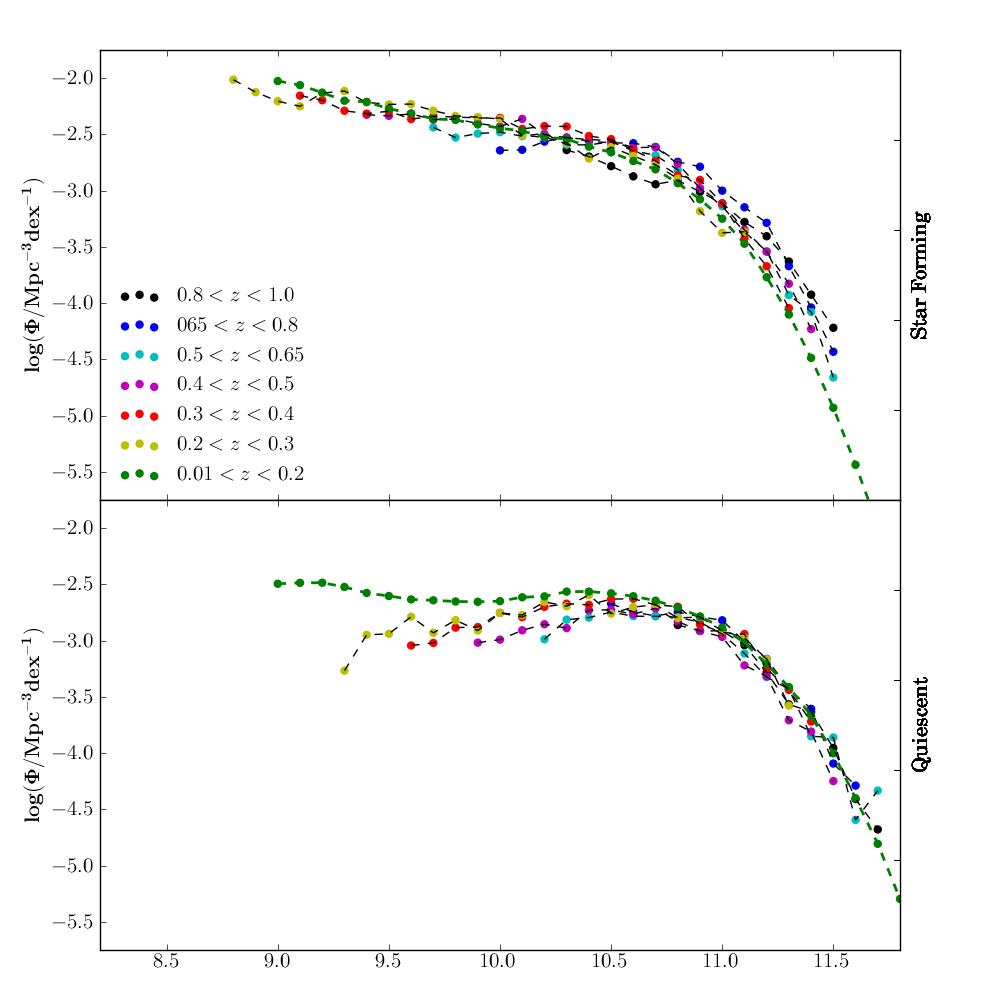 −2.0
−2.5
−3.0
−3.5
−4.0
−4.5
−5.0
−5.5
log(Φ/Mpc⁻³dex⁻¹)
0.8 < z < 1.0
065 < z < 0.8
0.5 < z < 0.65
0.4 < z < 0.5
0.3 < z < 0.4
0.2 < z < 0.3
0.01 < z < 0.2
Star Forming
−2.0
−2.5
−3.0
−3.5
−4.0
−4.5
−5.0
−5.5
log(Φ/Mpc⁻³dex⁻¹)
Quiescent
8.5 9.0 9.5 10.0 10.5 11.0 11.5